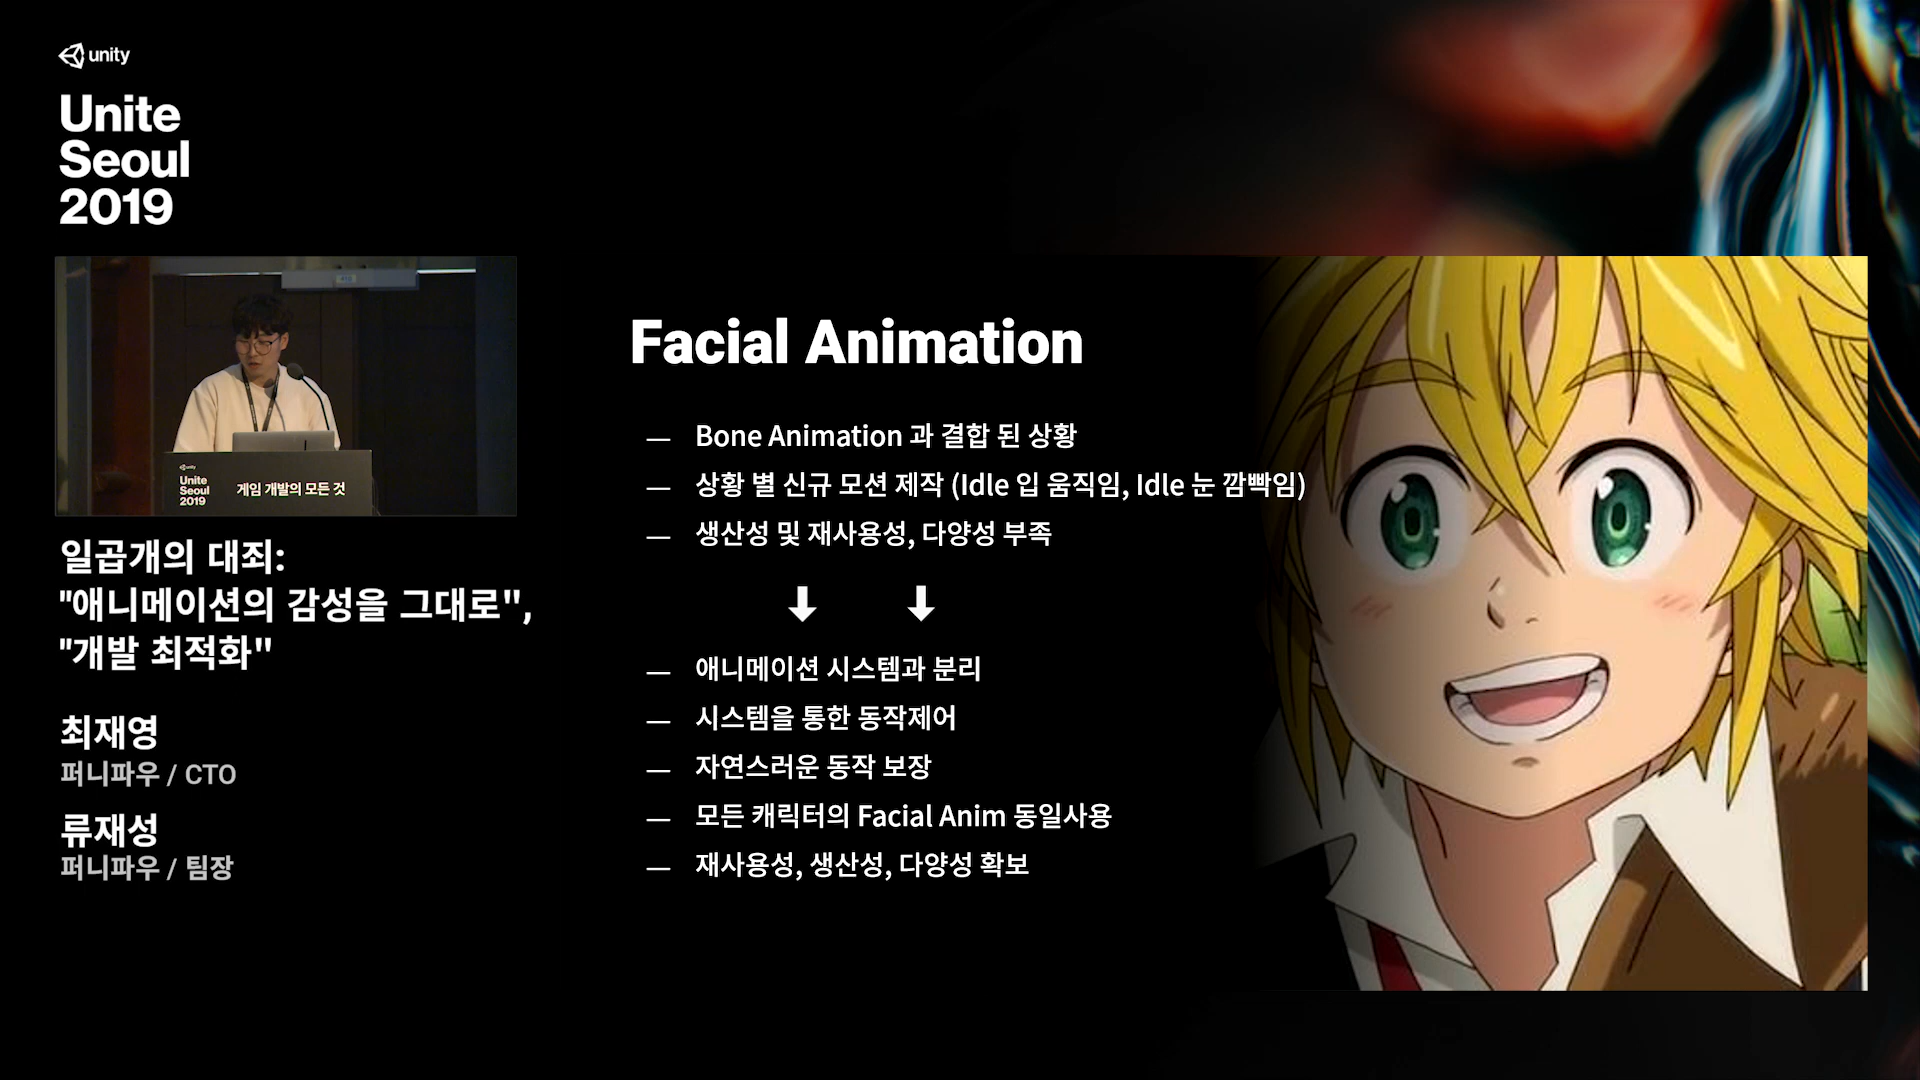 unity
Unite
Seoul
2019
unity
Unite
Seoul
2019
게임 개발의 모든 것
일곱개의 대죄:
"애니메이션의 감성을 그대로",
"개발 최적화"
최재영
퍼니파우 / CTO
류재성
퍼니파우 / 팀장
Facial Animation
— Bone Animation 과 결합 된 상황
— 상황 별 신규 모션 제작 (Idle 입 움직임, Idle 눈 깜빡임)
— 생산성 및 재사용성, 다양성 부족
— 애니메이션 시스템과 분리
— 시스템을 통한 동작제어
— 자연스러운 동작 보장
— 모든 캐릭터의 Facial Anim 동일사용
— 재사용성, 생산성, 다양성 확보